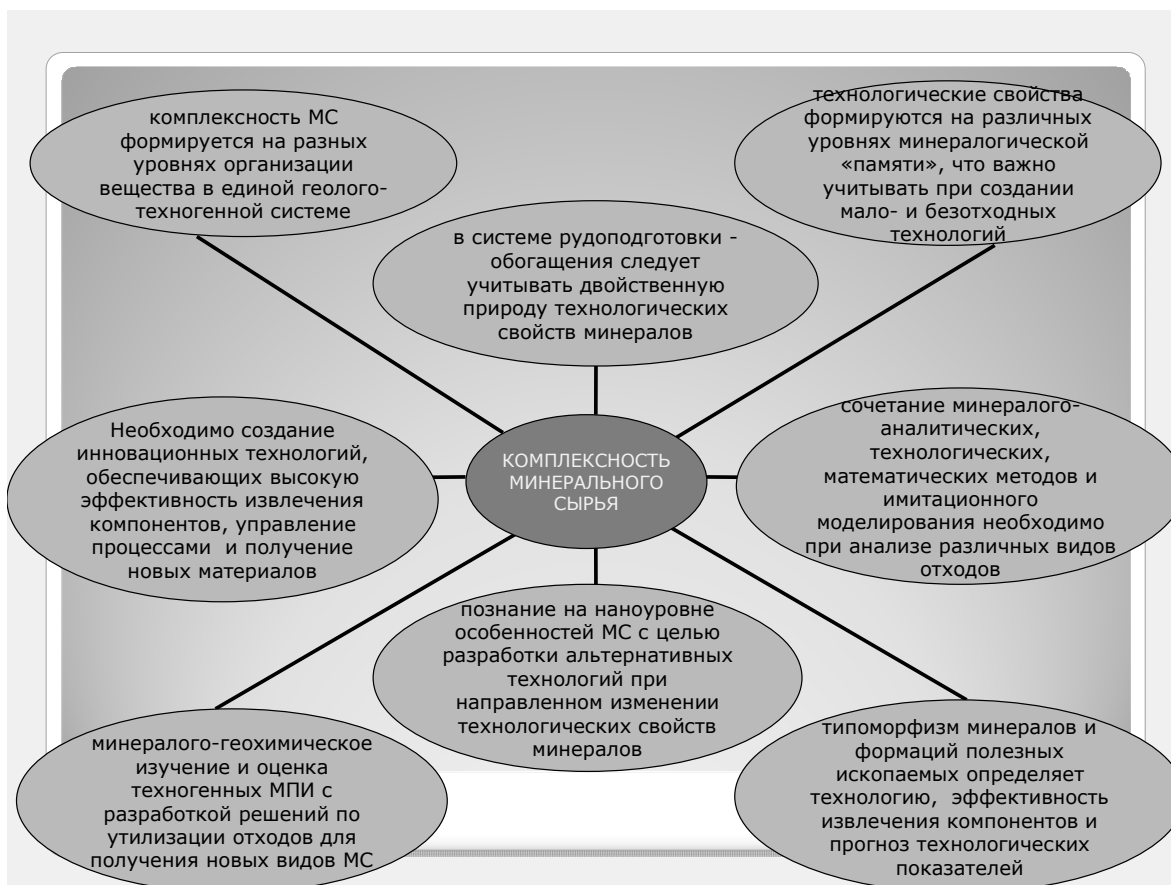 комплексность МС
формируется на разных
уровнях организации
вещества в единой геолого-
техногенной системе
технологические свойства
формируются на различных
уровнях минералогической
«памяти», что важно
учитывать при создании
мало- и безотходных
технологий
в системе рудоподготовки -
обогащения следует
учитывать двойственную
природу технологических
свойств минералов
Необходимо создание
инновационных технологий,
обеспечивающих высокую
эффективность извлечения
компонентов, управление
процессами и получение
новых материалов
КОМПЛЕКСНОСТЬ
МИНЕРАЛЬНОГО
СЫРЬЯ
сочетание минералого-
аналитических,
технологических,
математических методов и
имитационного
моделирования необходимо
при анализе различных видов
отходов
познание на наноуровне
особенностей МС с целью
разработки альтернативных
технологий при
направленном изменении
технологических свойств
минералов
минералого-геохимическое
изучение и оценка
техногенных МПИ с
разработкой решений по
утилизации отходов для
получения новых видов МС
типоморфизм минералов и
формаций полезных
ископаемых определяет
технологию, эффективность
извлечения компонентов и
прогноз технологических
показателей